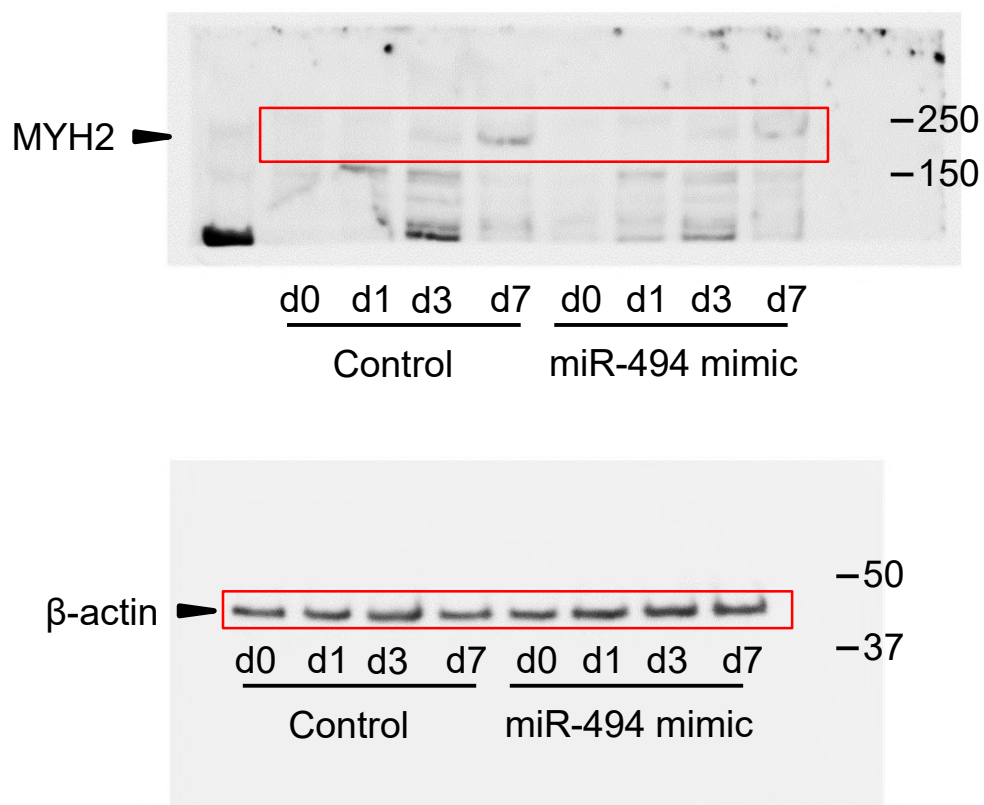 MYH2
–250
–150
d0 d1 d3 d7 d0 d1 d3 d7
Control miR-494 mimic
β-actin
–50
–37
d0 d1 d3 d7 d0 d1 d3 d7
Control miR-494 mimic